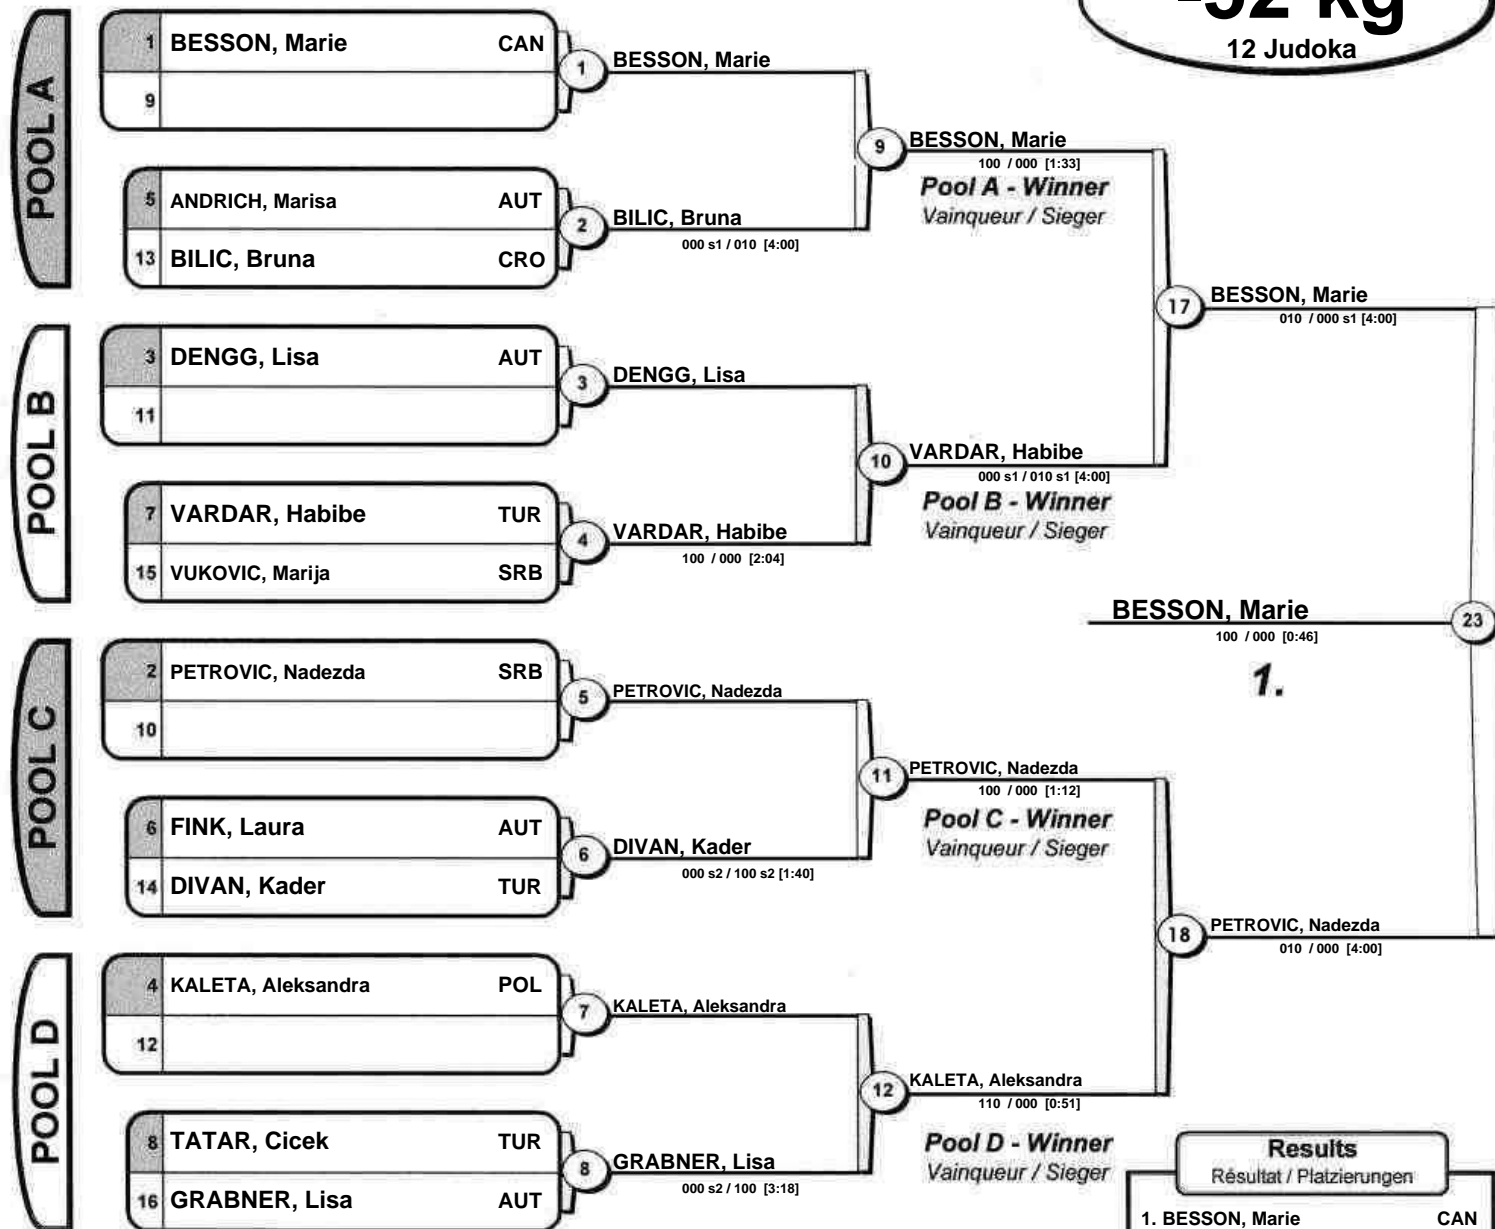 -52 kg
12 Judoka
POOL A
1 BESSON, Marie CAN
9
5 ANDRICH, Marisa AUT
13 BILIC, Bruna CRO
1 BESSON, Marie
2 BILIC, Bruna
000 s1 / 010 [4:00]
9 BESSON, Marie
100 / 000 [1:33]
Pool A - Winner
Vainqueur / Sieger
POOL B
3 DENGG, Lisa AUT
11
7 VARDAR, Habibe TUR
15 VUKOVIC, Marija SRB
3 DENGG, Lisa
4 VARDAR, Habibe
100 / 000 [2:04]
10 VARDAR, Habibe
000 s1 / 010 s1 [4:00]
Pool B - Winner
Vainqueur / Sieger
17 BESSON, Marie
010 / 000 s1 [4:00]
BESSON, Marie 23
100 / 000 [0:46]
1.
POOL C
2 PETROVIC, Nadezda SRB
10
6 FINK, Laura AUT
14 DIVAN, Kader TUR
5 PETROVIC, Nadezda
6 DIVAN, Kader
000 s2 / 100 s2 [1:40]
11 PETROVIC, Nadezda
100 / 000 [1:12]
Pool C - Winner
Vainqueur / Sieger
18 PETROVIC, Nadezda
010 / 000 [4:00]
POOL D
4 KALETA, Aleksandra POL
12
8 TATAR, Cicek TUR
16 GRABNER, Lisa AUT
7 KALETA, Aleksandra
8 GRABNER, Lisa
000 s2 / 100 [3:18]
12 KALETA, Aleksandra
110 / 000 [0:51]
Pool D - Winner
Vainqueur / Sieger
Results
Résultat / Platzierungen
1. BESSON, Marie CAN